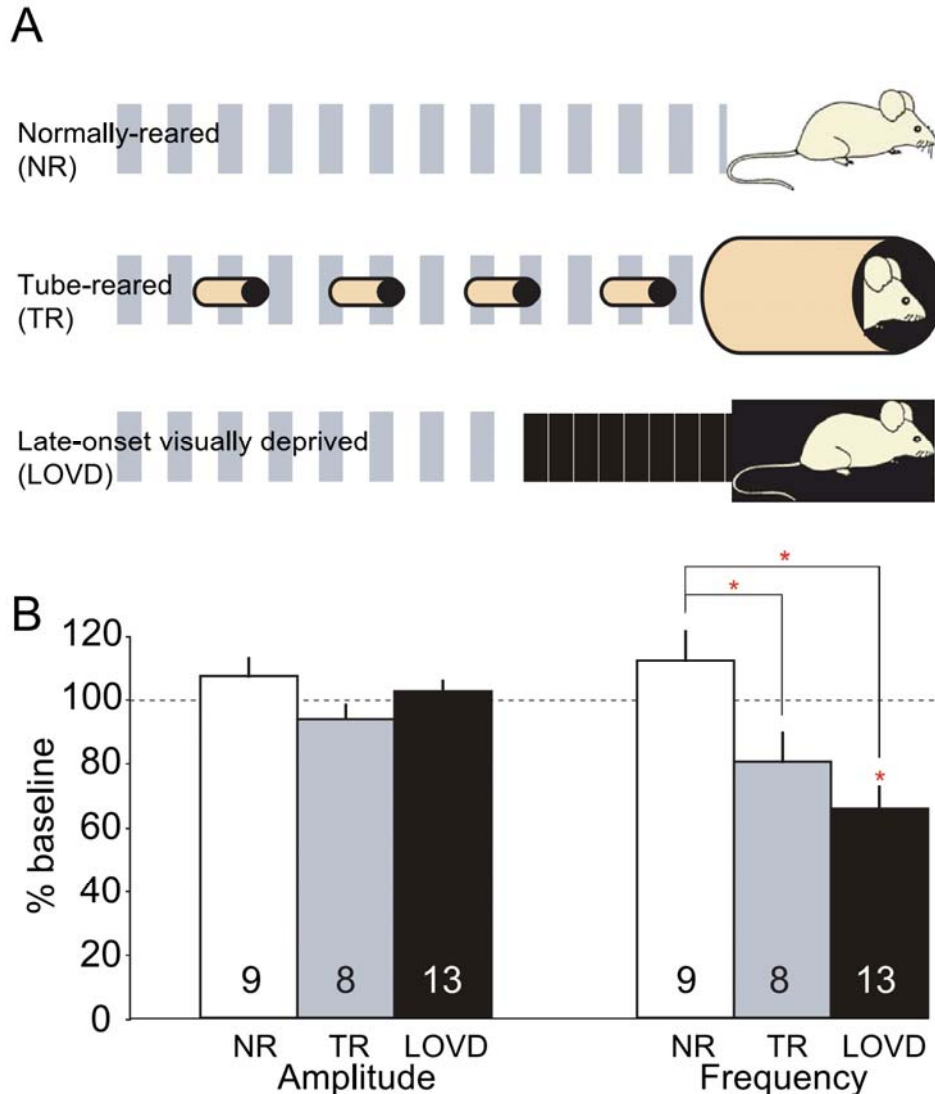 A
Normally-reared
(NR)
Tube-reared
(TR)
Late-onset visually deprived
(LOVD)
B
% baseline
120
100
80
60
40
20
0
* * *
9 8 13 9 8 13
NR TR LOVD NR TR LOVD
Amplitude Frequency